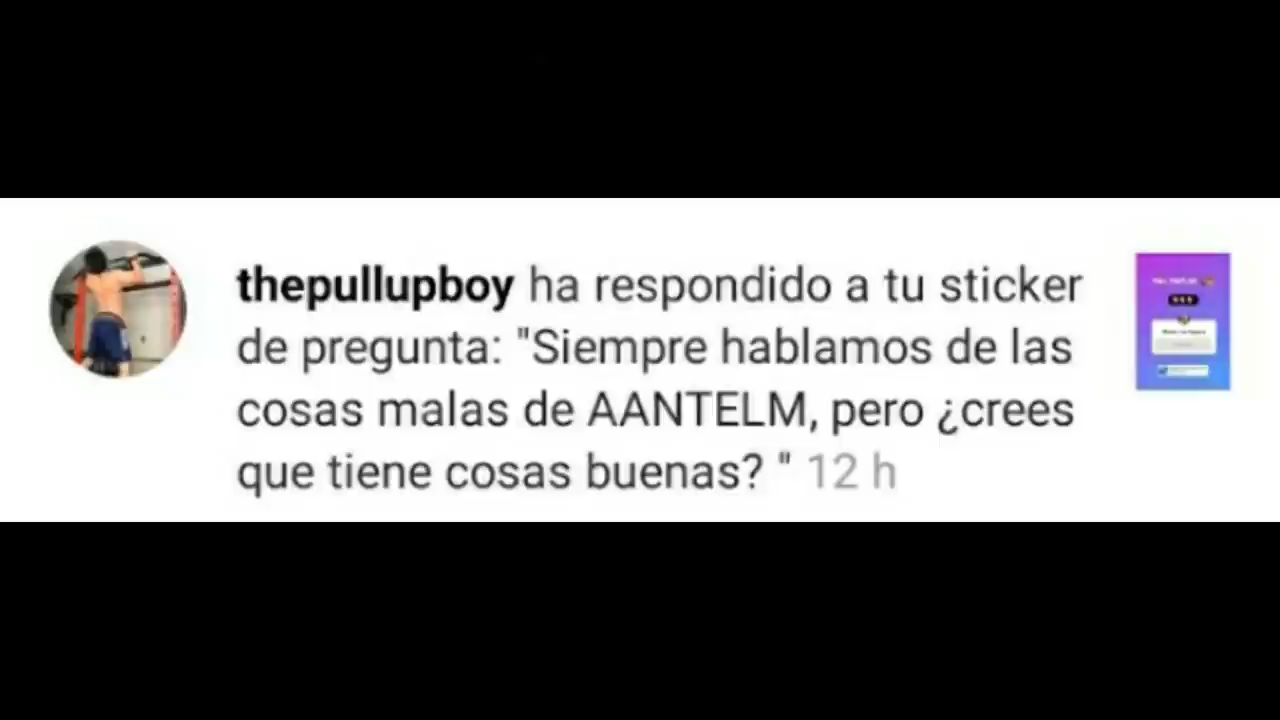 thepullupboy ha respondido a tu sticker
de pregunta: "Siempre hablamos de las
cosas malas de AANTELM, pero ¿crees
que tiene cosas buenas? " 12 h